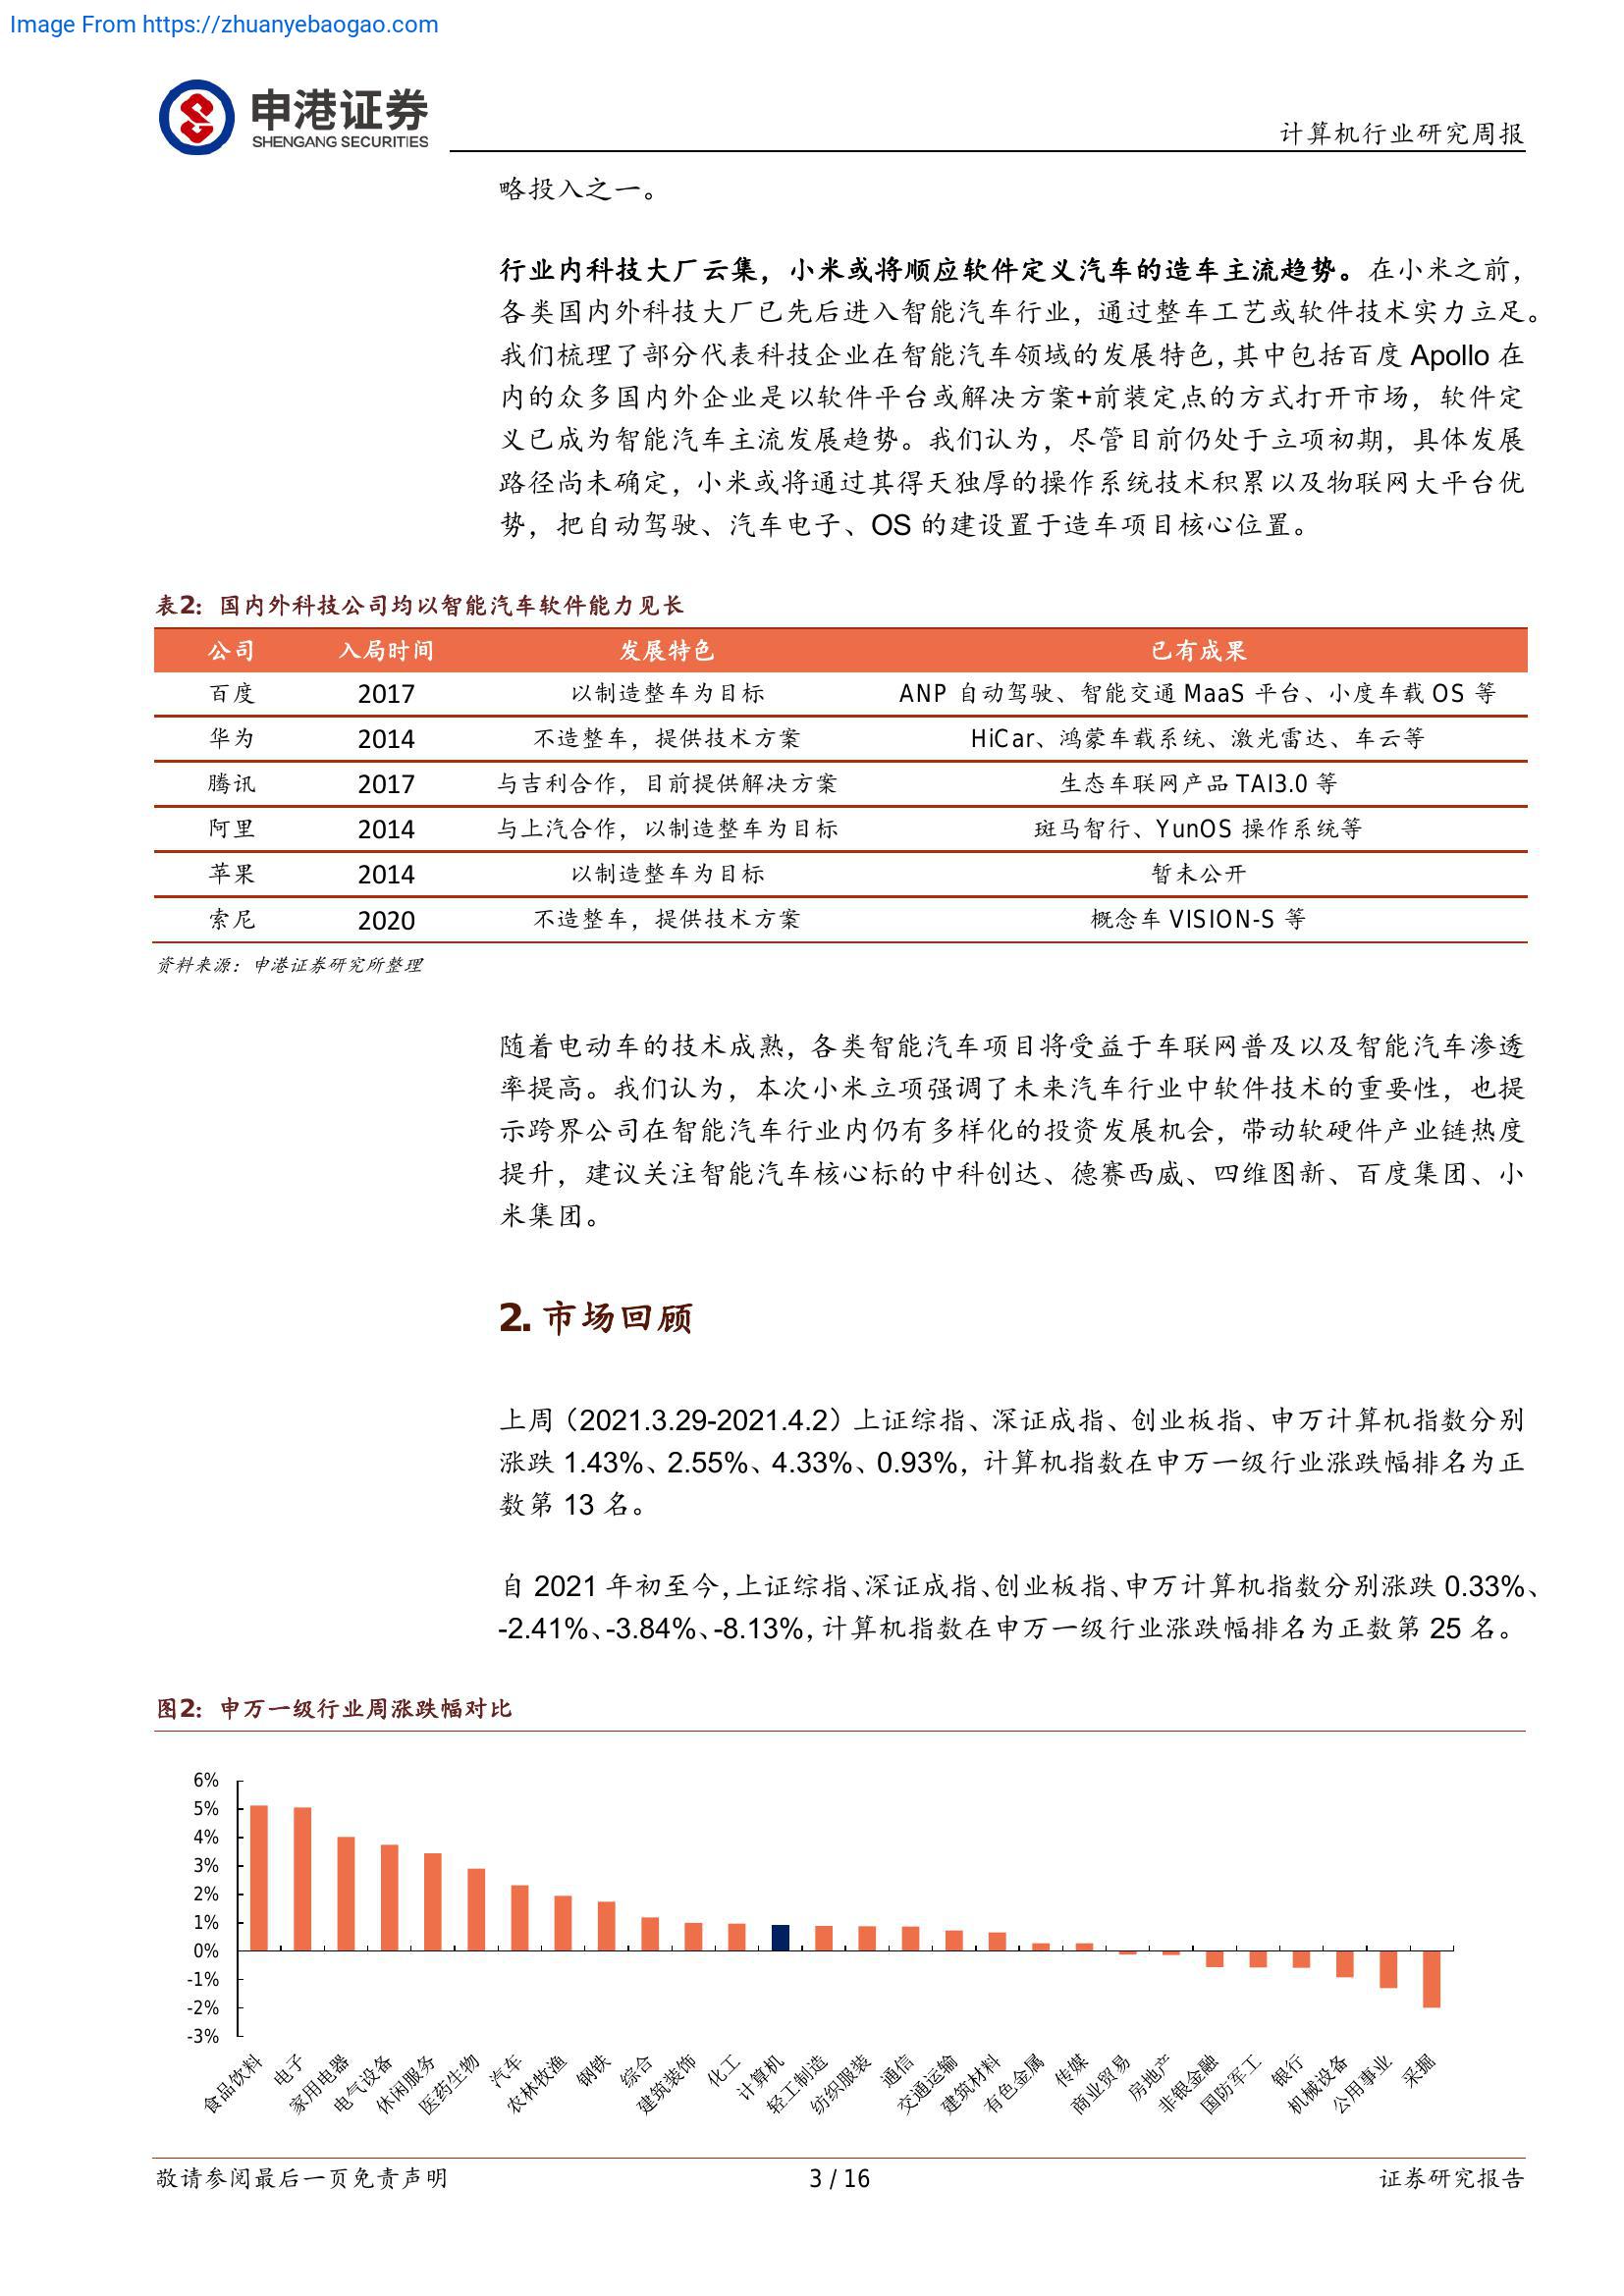 Image From https://zhuanyebaogao.com
申港证券
SHENGANG SECURITIES
计算机行业研究周报
略投入之一。
行业内科技大厂云集，小米或将顺应软件定义汽车的造车主流趋势。在小米之前，
各类国内外科技大厂已先后进入智能汽车行业，通过整车工艺或软件技术实力立足。
我们梳理了部分代表科技企业在智能汽车领域的发展特色，其中包括百度 Apollo 在
内的众多国内外企业是以软件平台或解决方案+前装定点的方式打开市场，软件定
义已成为智能汽车主流发展趋势。我们认为，尽管目前仍处于立项初期，具体发展
路径尚未确定，小米或将通过其得天独厚的操作系统技术积累以及物联网大平台优
势，把自动驾驶、汽车电子、OS 的建设置于造车项目核心位置。
表2：国内外科技公司均以智能汽车软件能力见长
公司 入局时间 发展特色 已有成果
百度 2017 以制造整车为目标 ANP 自动驾驶、智能交通 MaaS 平台、小度车载 OS 等
华为 2014 不造整车，提供技术方案 HiCar、鸿蒙车载系统、激光雷达、车云等
腾讯 2017 与吉利合作，目前提供解决方案 生态车联网产品 TAI3.0 等
阿里 2014 与上汽合作，以制造整车为目标 斑马智行、YunOS 操作系统等
苹果 2014 以制造整车为目标 暂未公开
索尼 2020 不造整车，提供技术方案 概念车 VISION-S 等
资料来源：申港证券研究所整理
随着电动车的技术成熟，各类智能汽车项目将受益于车联网普及以及智能汽车渗透
率提高。我们认为，本次小米立项强调了未来汽车行业中软件技术的重要性，也提
示跨界公司在智能汽车行业内仍有多样化的投资发展机会，带动软硬件产业链热度
提升，建议关注智能汽车核心标的中科创达、德赛西威、四维图新、百度集团、小
米集团。
2. 市场回顾
上周（2021.3.29-2021.4.2）上证综指、深证成指、创业板指、申万计算机指数分别
涨跌 1.43%、2.55%、4.33%、0.93%，计算机指数在申万一级行业涨跌幅排名为正
数第 13 名。
自 2021 年初至今，上证综指、深证成指、创业板指、申万计算机指数分别涨跌 0.33%、
-2.41%、-3.84%、-8.13%，计算机指数在申万一级行业涨跌幅排名为正数第 25 名。
图2：申万一级行业周涨跌幅对比
6%
5%
4%
3%
2%
1%
0%
-1%
-2%
-3%
食品饮料 电子 家用电器 电气设备 休闲服务 医药生物 汽车 农林牧渔 钢铁 综合 建筑装饰 化工 计算机 轻工制造 纺织服装 通信 交通运输 建筑材料 有色金属 传媒 商业贸易 房地产 非银金融 国防军工 银行 机械设备 公用事业 采掘
敬请参阅最后一页免责声明 3 / 16 证券研究报告